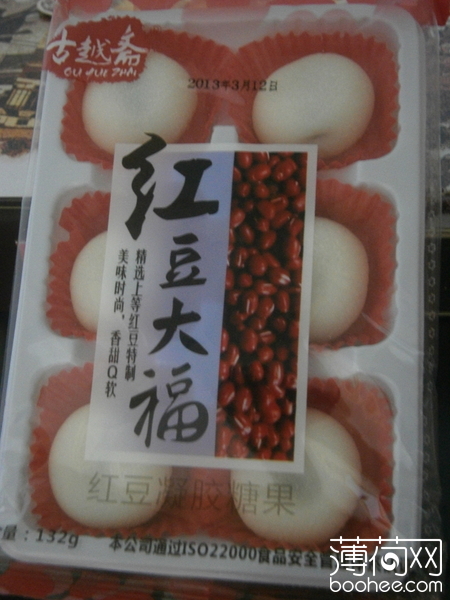 古越斋
GU YUE ZHAI
2013年3月12日
红豆大福
精选上等红豆特制
美味时尚,香甜Q软
红豆凝胶糖果
量:132g
本公司通过ISO22000食品安全
薄荷网
boohee.com